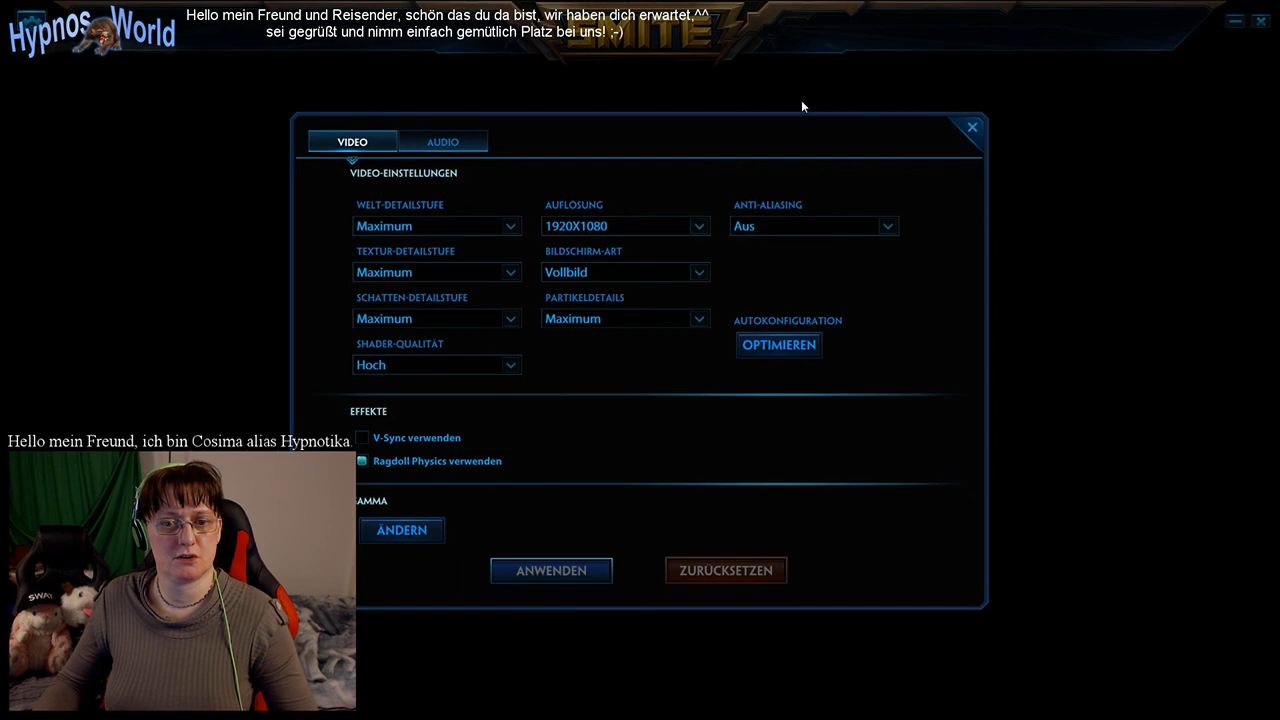 Hypnos World
Hello mein Freund und Reisender, schön das du da bist, wir haben dich erwartet,^^
sei gegrüßt und nimm einfach gemütlich Platz bei uns! ;-)
SMITE
VIDEO
AUDIO
VIDEO-EINSTELLUNGEN
WELT-DETAILSTUFE
AUFLÖSUNG
ANTI-ALIASING
Maximum
1920X1080
Aus
TEXTUR-DETAILSTUFE
BILDSCHIRM-ART
Maximum
Vollbild
SCHATTEN-DETAILSTUFE
PARTIKELDETAILS
Maximum
Maximum
AUTOKONFIGURATION
OPTIMIEREN
SHADER-QUALITÄT
Hoch
EFFEKTE
V-Sync verwenden
Ragdoll Physics verwenden
Hello mein Freund, ich bin Cosima alias Hypnotika.
AMMA
ÄNDERN
ANWENDEN
ZURÜCKSETZEN
SWAT